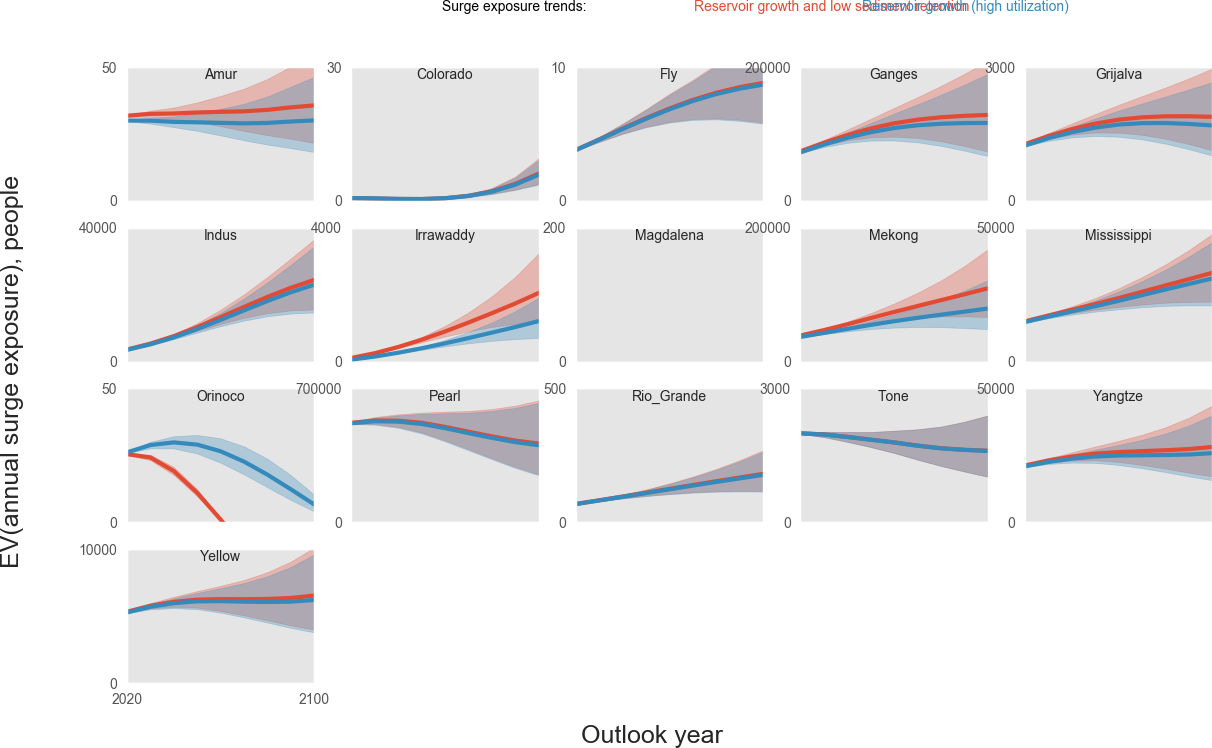 Surge exposure trends: Reservoir growth and low sediment retention Reservoir growth (high utilization)
EV(annual surge exposure), people
50 Amur 0
30 Colorado 0
10 Fly 0
200000 Ganges 0
3000 Grijalva 0
40000 Indus 0
4000 Irrawaddy 0
200 Magdalena 0
200000 Mekong 0
50000 Mississippi 0
50 Orinoco 0
700000 Pearl 0
500 Rio_Grande 0
3000 Tone 0
50000 Yangtze 0
10000 Yellow 0
2020 2100
Outlook year